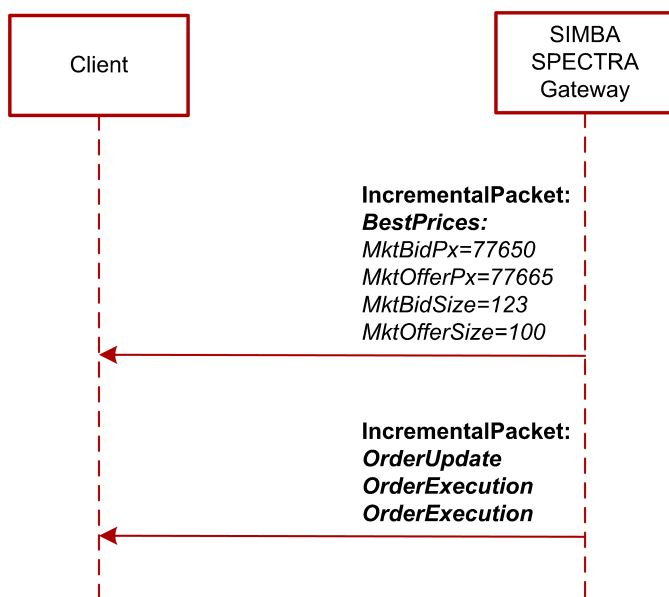 Client
SIMBA
SPECTRA
Gateway
IncrementalPacket:
BestPrices:
MktBidPx=77650
MktOfferPx=77665
MktBidSize=123
MktOfferSize=100
IncrementalPacket:
OrderUpdate
OrderExecution
OrderExecution